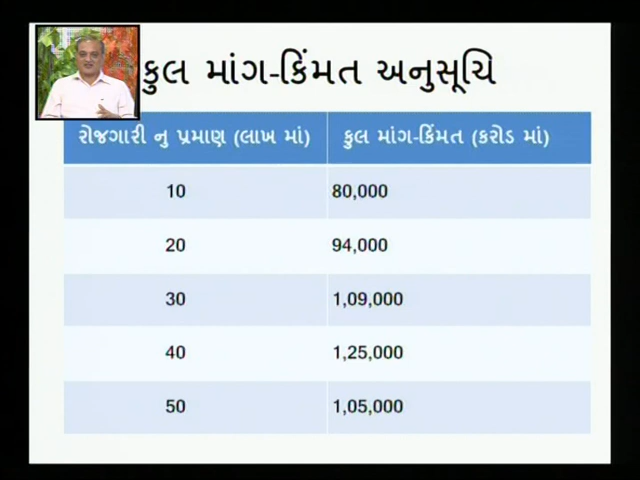 કુલ માંગ-કિંમત અનુસૂચિ
રોજગારી નુ પ્રમાણ (લાખ માં) કુલ માંગ-કિંમત (કરોડ માં)
10 80,000
20 94,000
30 1,09,000
40 1,25,000
50 1,05,000